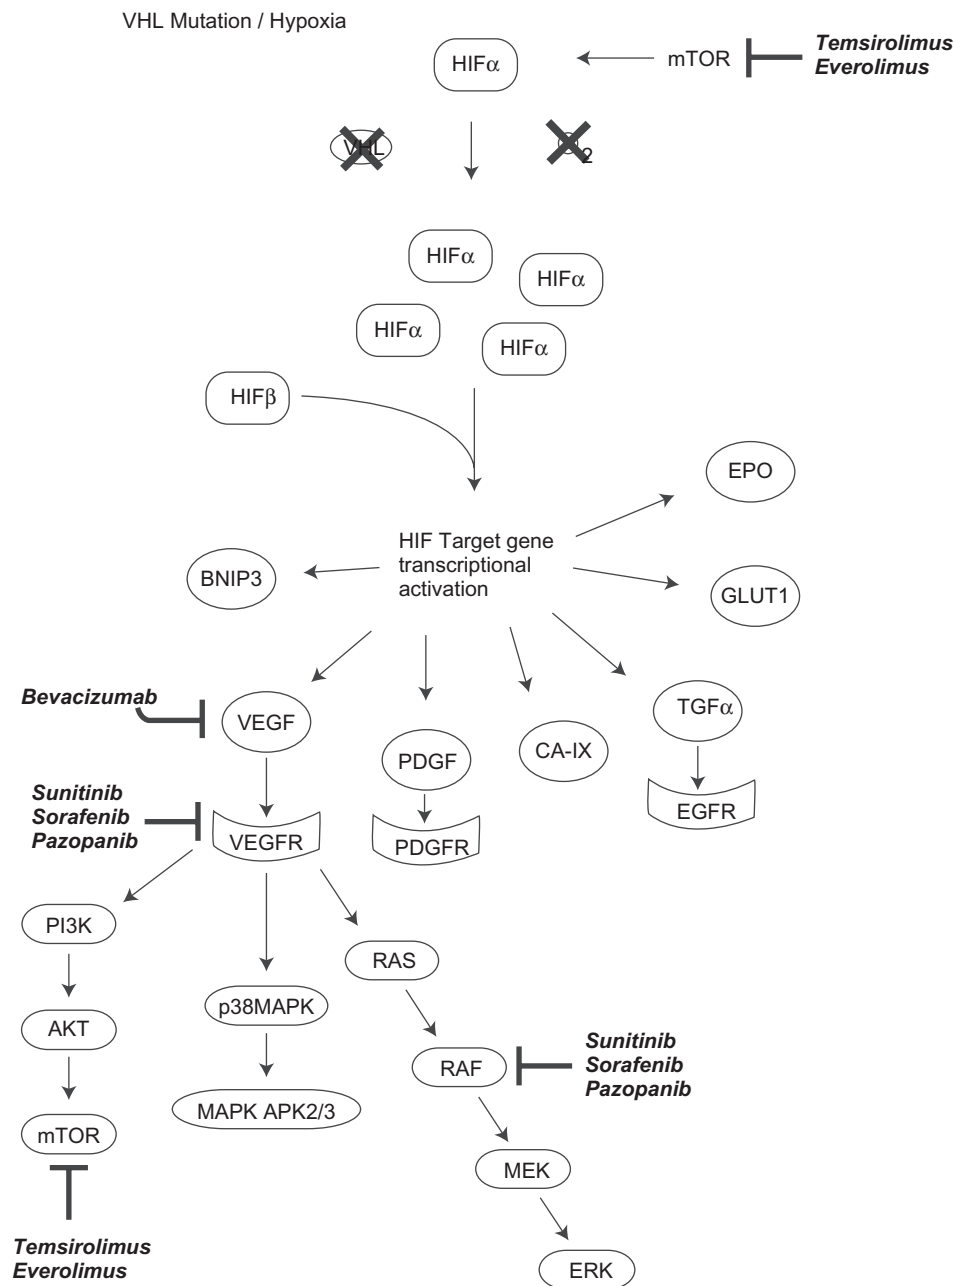 VHL Mutation / Hypoxia
HIFα
mTOR
Temsirolimus
Everolimus
VHL
O2
HIFα
HIFα
HIFα
HIFα
HIFβ
EPO
HIF Target gene
transcriptional
activation
BNIP3
GLUT1
Bevacizumab
VEGF
PDGF
CA-IX
TGFα
Sunitinib
Sorafenib
Pazopanib
VEGFR
PDGFR
EGFR
PI3K
RAS
p38MAPK
AKT
RAF
Sunitinib
Sorafenib
Pazopanib
MAPK APK2/3
mTOR
MEK
Temsirolimus
Everolimus
ERK